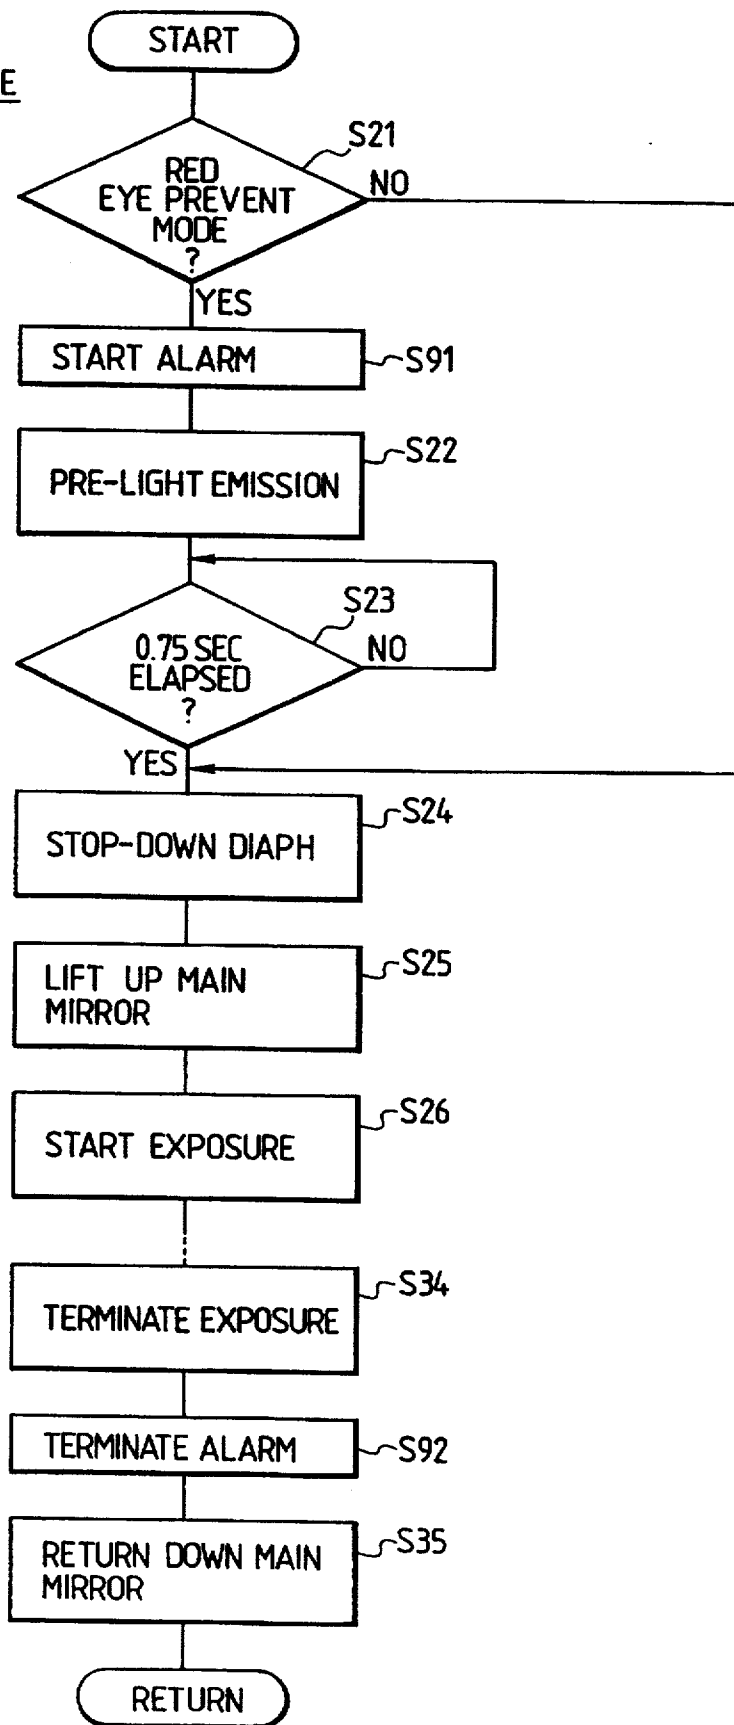 START
E
S21
RED
EYE PREVENT
MODE
?
NO
YES
START ALARM
S91
S22
PRE-LIGHT EMISSION
S23
0.75 SEC
ELAPSED
?
NO
YES
S24
STOP-DOWN DIAPH
S25
LIFT UP MAIN
MIRROR
S26
START EXPOSURE
S34
TERMINATE EXPOSURE
TERMINATE ALARM
S92
S35
RETURN DOWN MAIN
MIRROR
RETURN